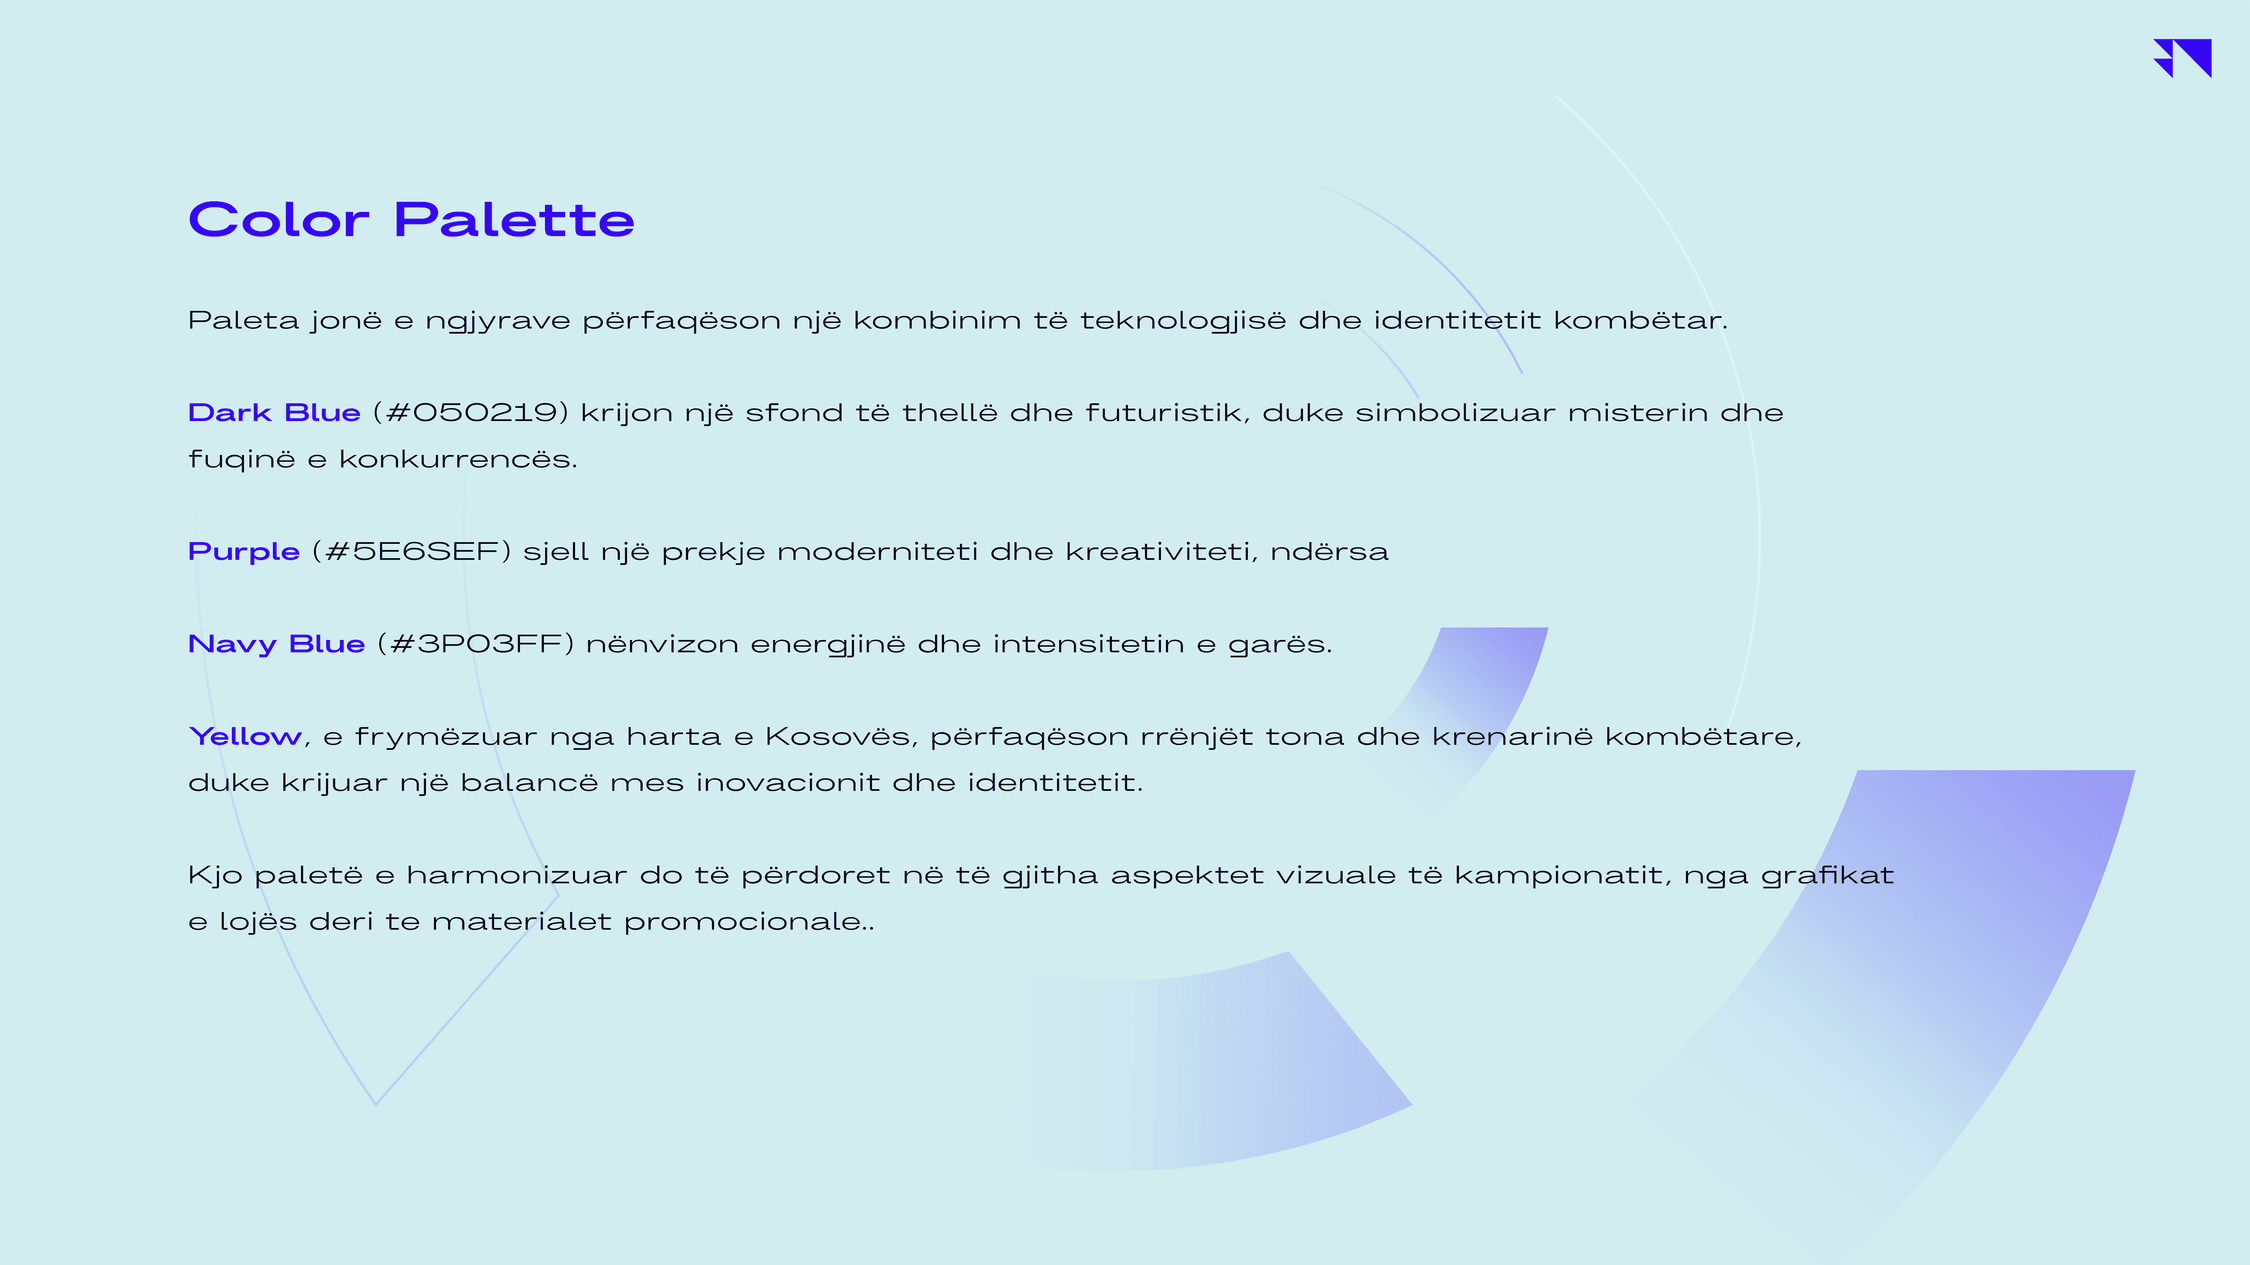 Color Palette
Paleta jonë e ngjyrave përfaqëson një kombinim të teknologjisë dhe identitetit kombëtar.
Dark Blue (#050219) krijon një sfond të thellë dhe futuristik, duke simbolizuar misterin dhe
fuqinë e konkurrencës.
Purple (#5E6SEF) sjell një prekje moderniteti dhe kreativiteti, ndërsa
Navy Blue (#3P03FF) nënvizon energjinë dhe intensitetin e garës.
Yellow, e frymëzuar nga harta e Kosovës, përfaqëson rrënjët tona dhe krenarinë kombëtare,
duke krijuar një balancë mes inovacionit dhe identitetit.
Kjo paletë e harmonizuar do të përdoret në të gjitha aspektet vizuale të kampionatit, nga grafikat
e lojës deri te materialet promocionale..